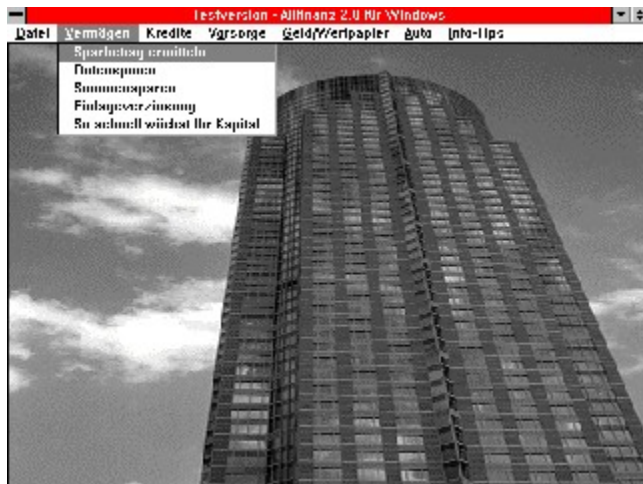 Testversion - Allfinanz 2.0 für Windows
Datei Vermögen Kredite Vorsorge Geld/Wertpapier Auto Info-Tips
Sparbetrag ermitteln
Ratensparen
Summensparen
Einlageverzinsung
So schnell wächst Ihr Kapital